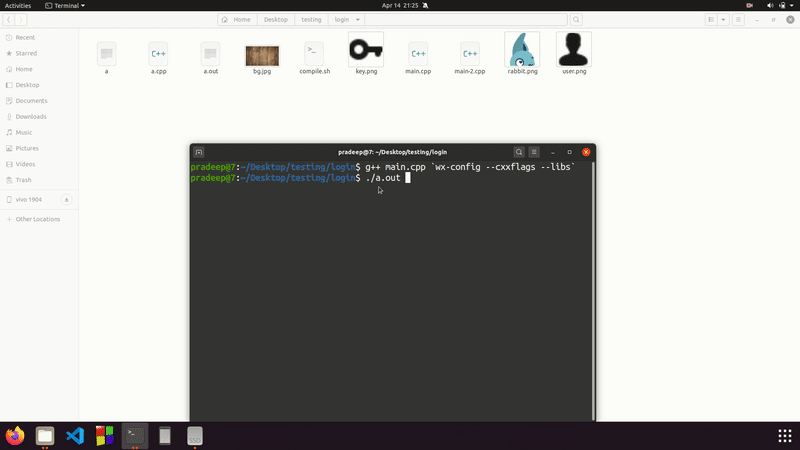 Activities Terminal Apr 14 21:25
Home Desktop testing login
Recent
Starred
Home
Desktop
Documents
Downloads
Music
Pictures
Videos
Trash
vivo 1904
+ Other Locations
a a.cpp a.out bg.jpg compile.sh key.png main.cpp main-2.cpp rabbit.png user.png
C++ >_ C++ C++
pradeep@7: ~/Desktop/testing/login
pradeep@7:~/Desktop/testing/login$ g++ main.cpp `wx-config --cxxflags --libs`
pradeep@7:~/Desktop/testing/login$ ./a.out
SSD